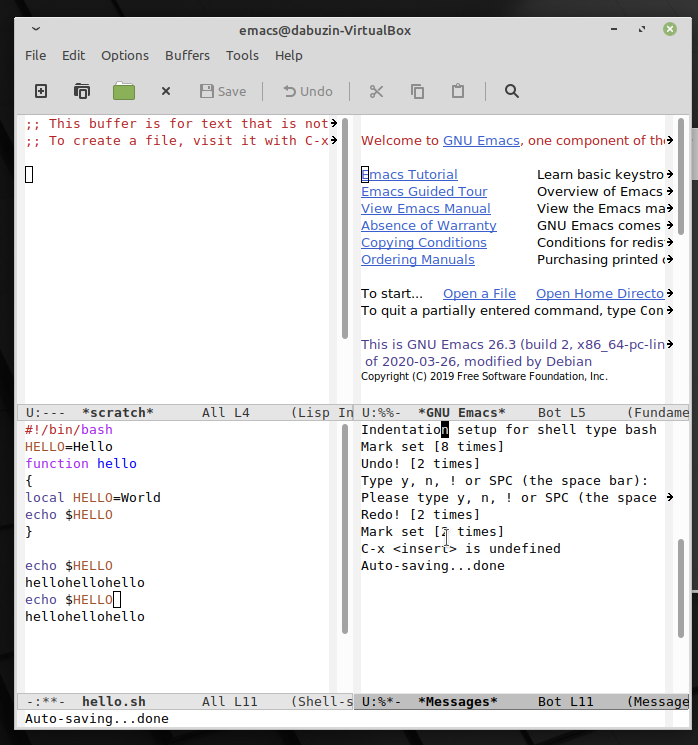 emacs@dabuzin-VirtualBox
File Edit Options Buffers Tools Help
Save Undo
;; This buffer is for text that is not
;; To create a file, visit it with C-x
U:--- *scratch* All L4 (Lisp In
Welcome to GNU Emacs, one component of the
Emacs Tutorial Learn basic keystro
Emacs Guided Tour Overview of Emacs
View Emacs Manual View the Emacs ma
Absence of Warranty GNU Emacs comes
Copying Conditions Conditions for redis
Ordering Manuals Purchasing printed
To start... Open a File Open Home Directo
To quit a partially entered command, type Con
This is GNU Emacs 26.3 (build 2, x86_64-pc-lin
of 2020-03-26, modified by Debian
Copyright (C) 2019 Free Software Foundation, Inc.
U:%%- *GNU Emacs* Bot L5 (Fundame
#!/bin/bash
HELLO=Hello
function hello
{
local HELLO=World
echo $HELLO
}
echo $HELLO
hellohellohello
echo $HELLO
hellohellohello
-:**- hello.sh All L11 (Shell-s
Indentation setup for shell type bash
Mark set [8 times]
Undo! [2 times]
Type y, n, ! or SPC (the space bar):
Please type y, n, ! or SPC (the space
Redo! [2 times]
Mark set [2 times]
C-x <insert> is undefined
Auto-saving...done
U:%*- *Messages* Bot L11 (Message
Auto-saving...done